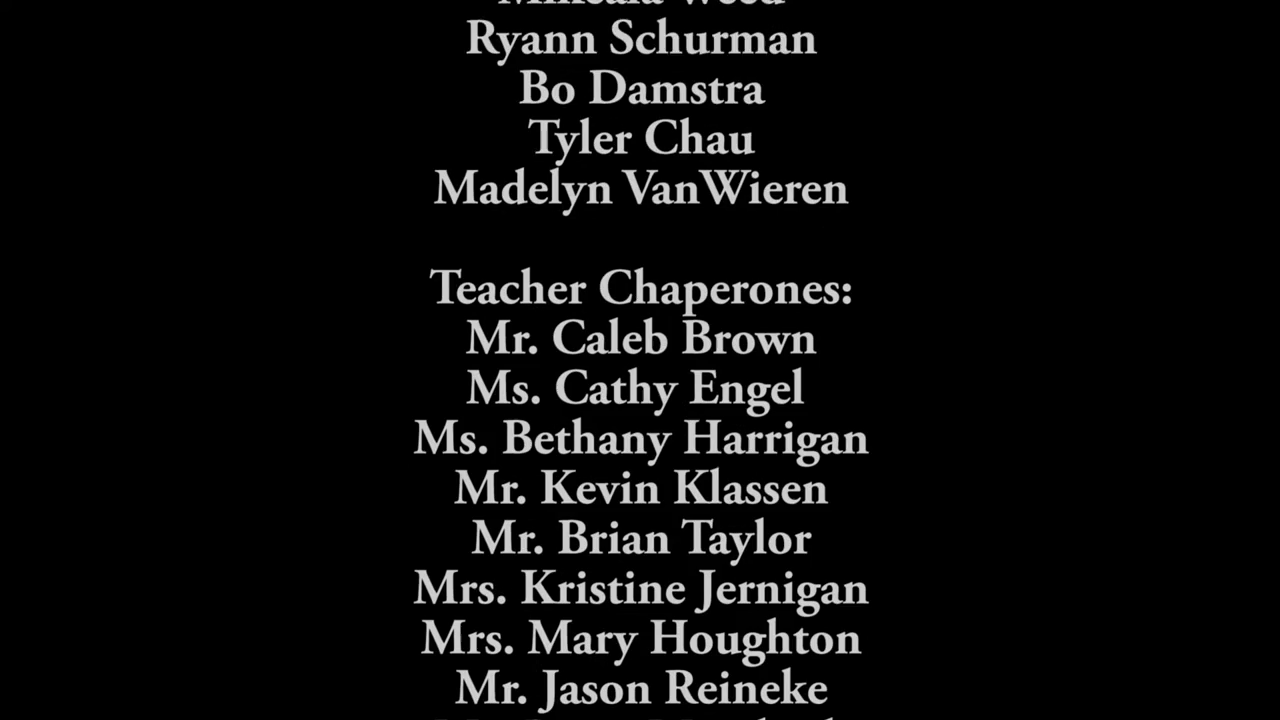 Ryann Schurman
Bo Damstra
Tyler Chau
Madelyn VanWieren
Teacher Chaperones:
Mr. Caleb Brown
Ms. Cathy Engel
Ms. Bethany Harrigan
Mr. Kevin Klassen
Mr. Brian Taylor
Mrs. Kristine Jernigan
Mrs. Mary Houghton
Mr. Jason Reineke